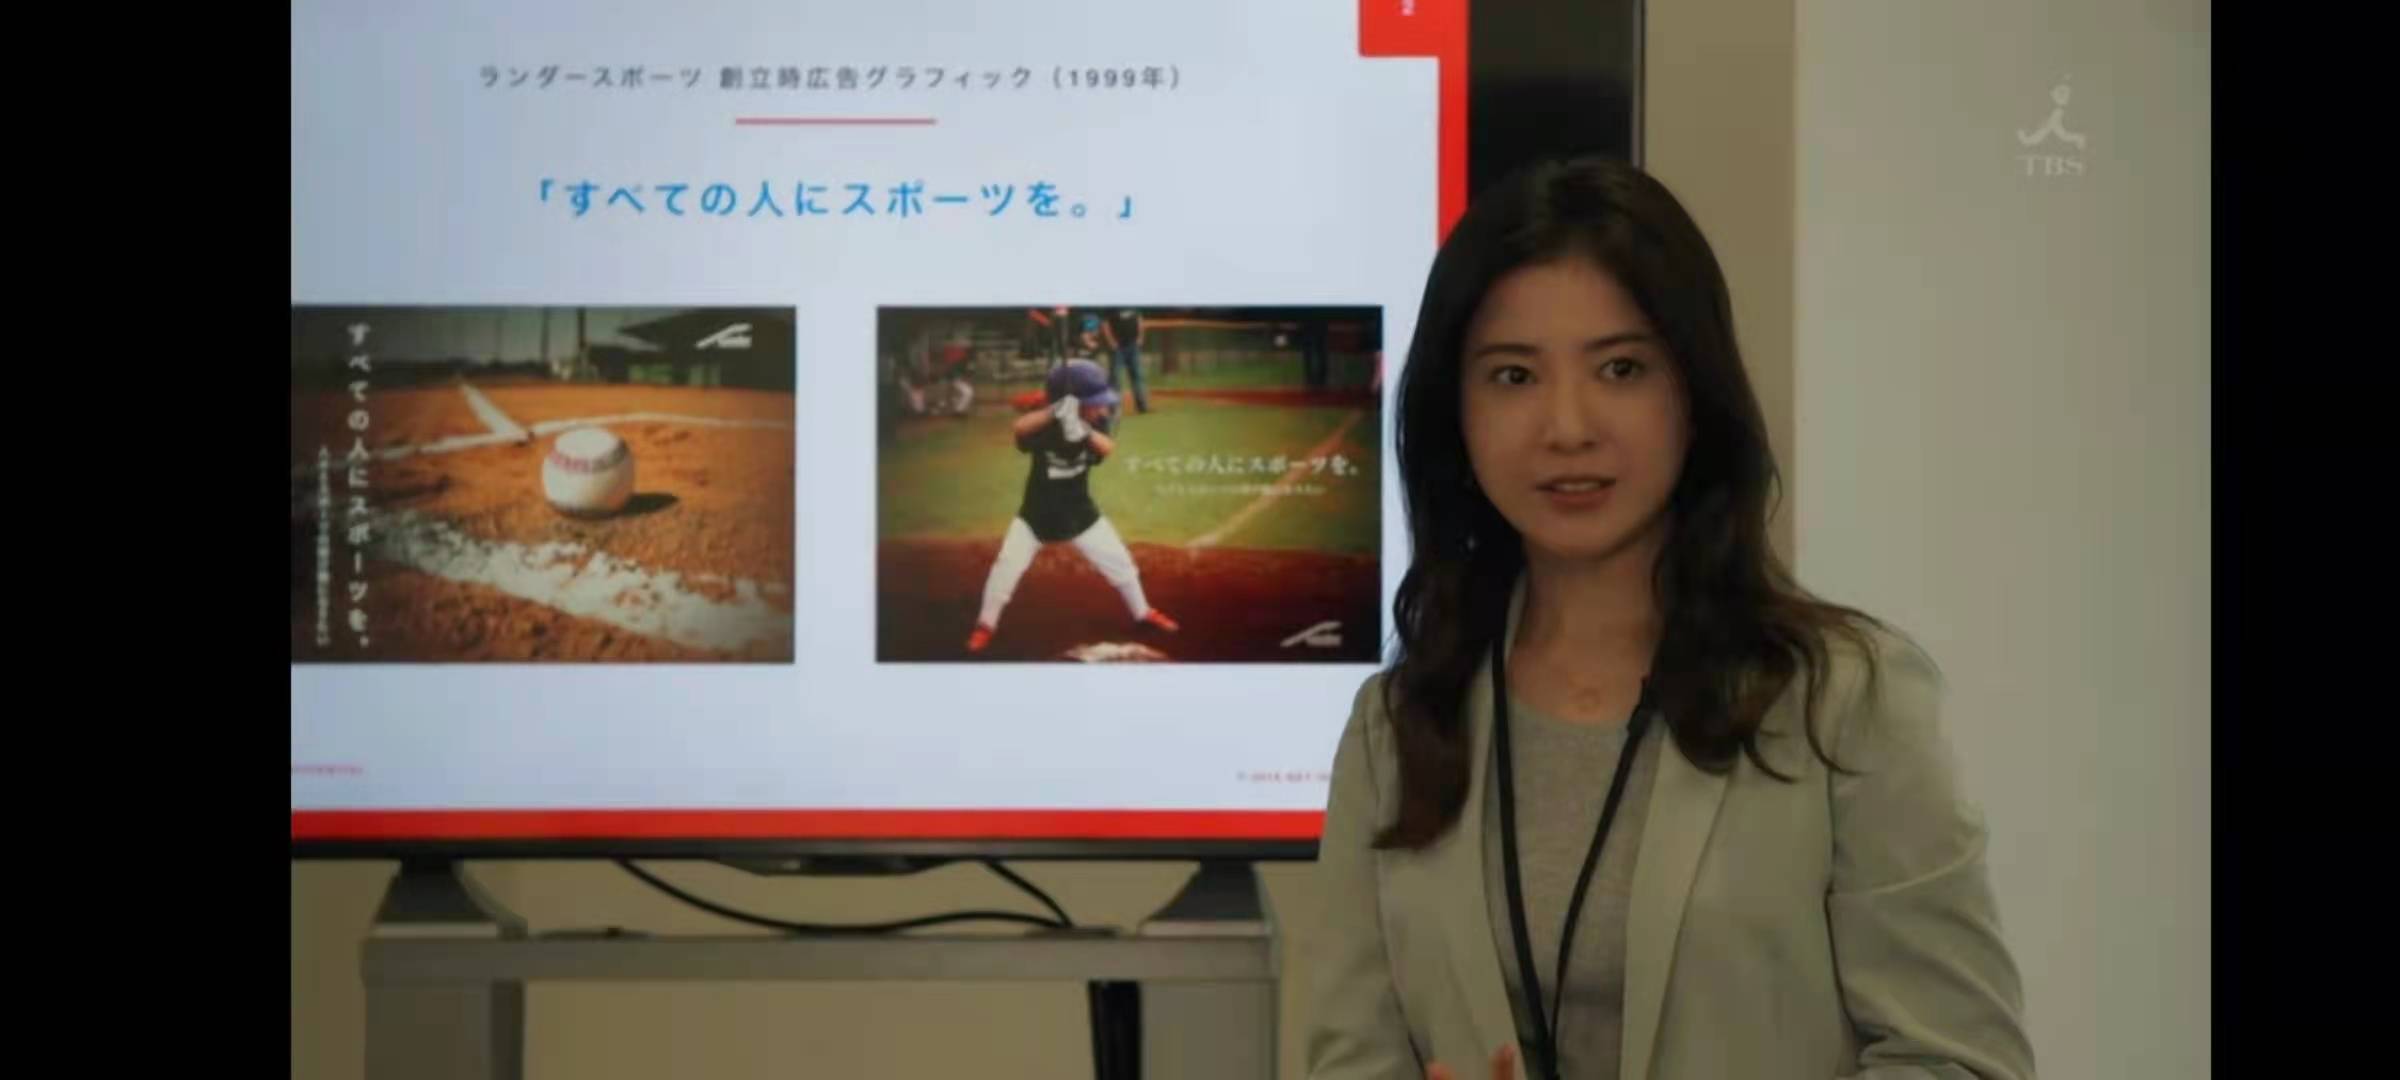 2
ランダースポーツ 創立時広告グラフィック（1999年）
「すべての人にスポーツを。」
すべての人にスポーツを。
すべての人にスポーツを。
TBS